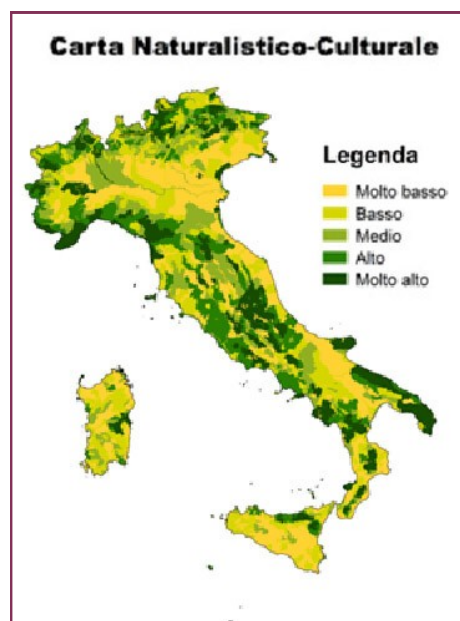 Carta Naturalistico-Culturale
Legenda
Molto basso
Basso
Medio
Alto
Molto alto